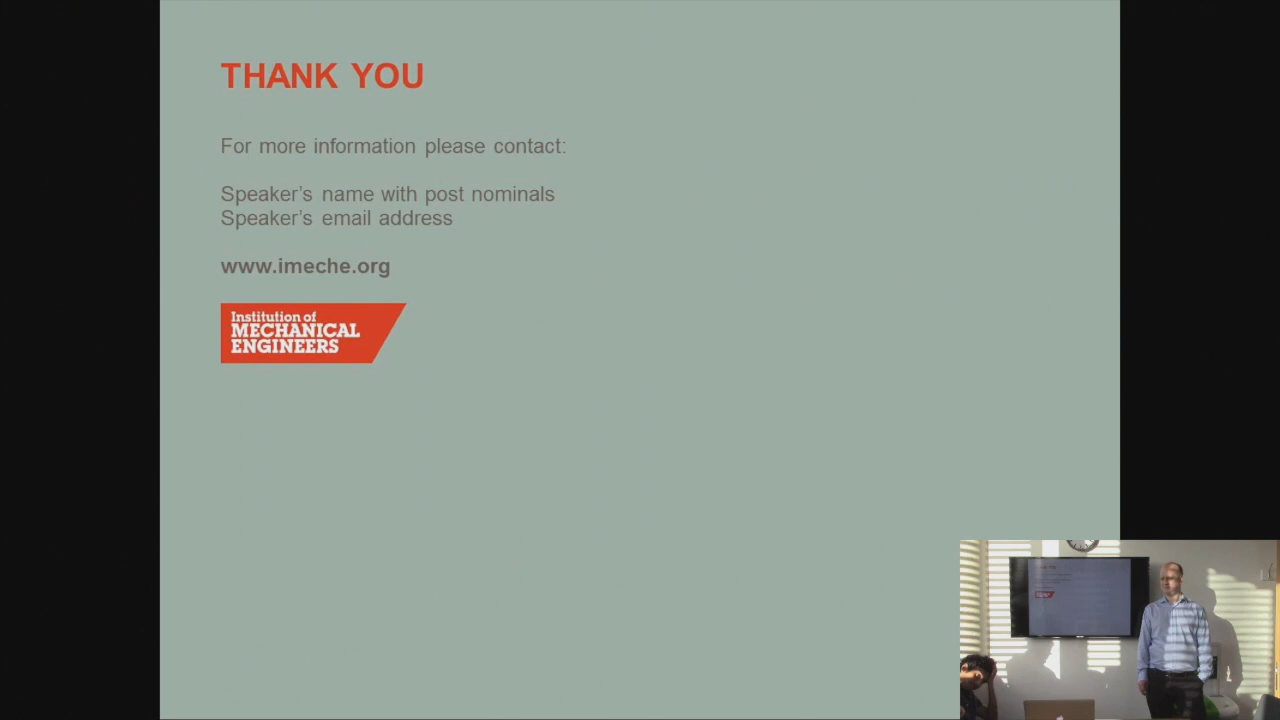 THANK YOU
For more information please contact:
Speaker's name with post nominals
Speaker's email address
www.imeche.org
Institution of
MECHANICAL
ENGINEERS